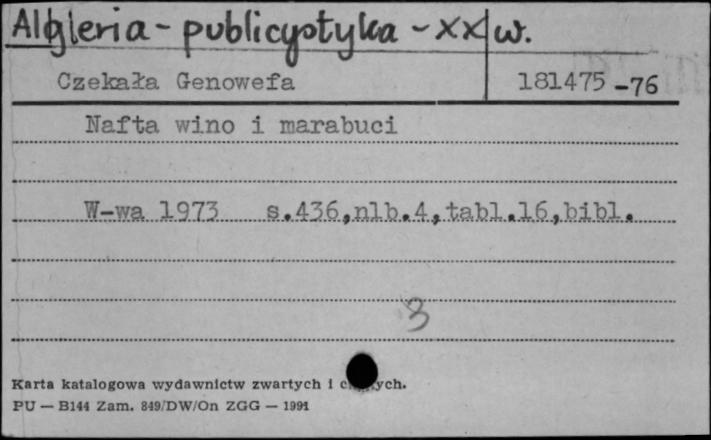 Algieria - publicystyka - XX w.
Czekała Genowefa 181475 -76
Nafta wino i marabuci
W-wa 1973 s.436,nlb.4,tabl.16,bibl.
3
Karta katalogowa wydawnictw zwartych i
PU — B144 Zam. 849/DW/On ZGG — 1991